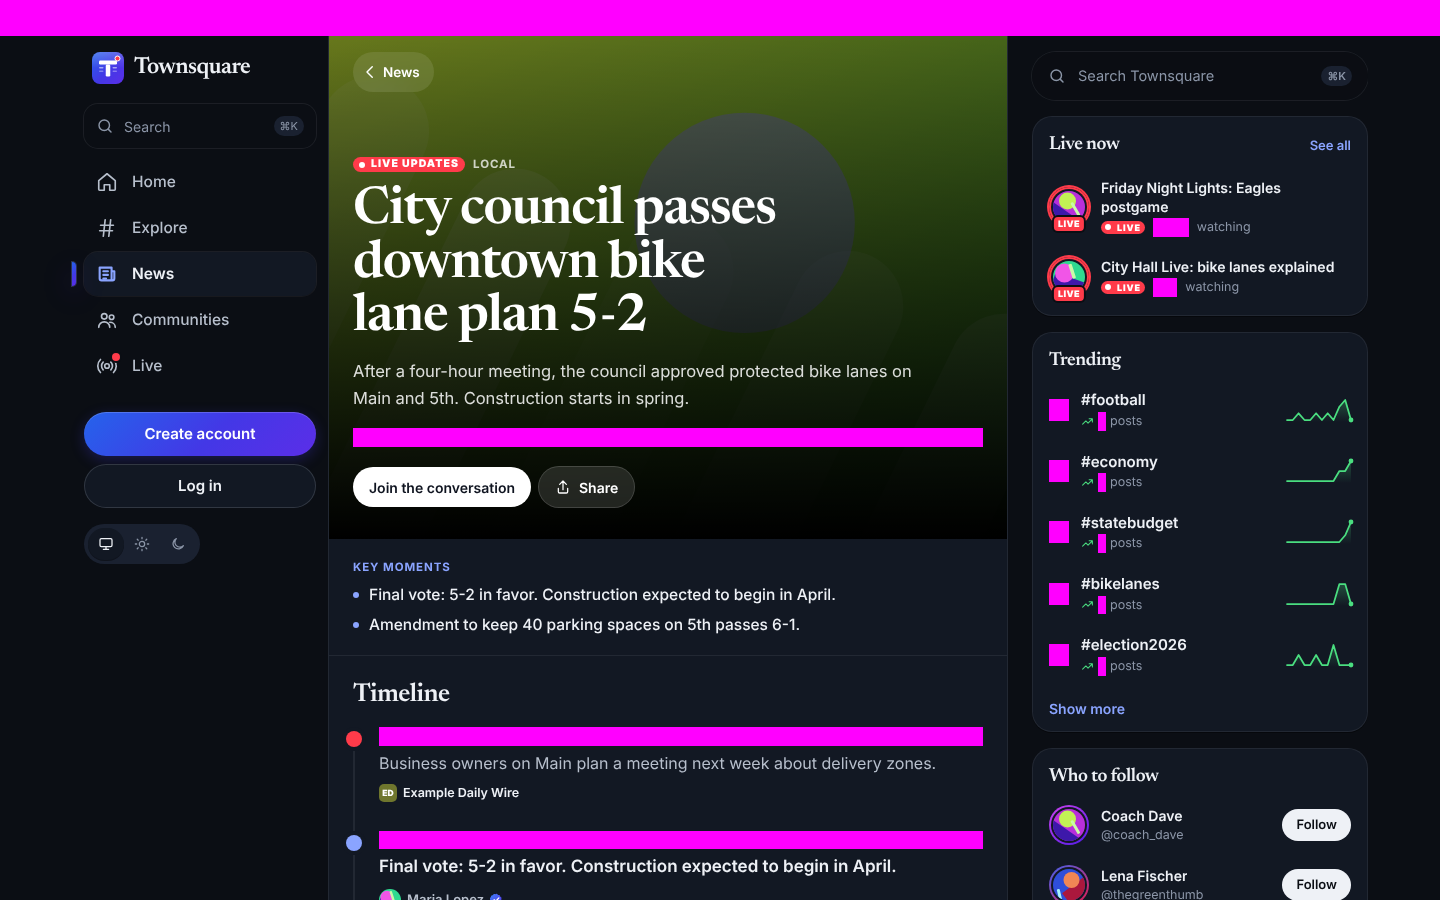 Townsquare
Search
⌘K
Home
Explore
News
Communities
Live
Create account
Log in
News
LIVE UPDATES LOCAL
City council passes
downtown bike
lane plan 5-2
After a four-hour meeting, the council approved protected bike lanes on
Main and 5th. Construction starts in spring.
Join the conversation
Share
KEY MOMENTS
Final vote: 5-2 in favor. Construction expected to begin in April.
Amendment to keep 40 parking spaces on 5th passes 6-1.
Timeline
Business owners on Main plan a meeting next week about delivery zones.
ED Example Daily Wire
Final vote: 5-2 in favor. Construction expected to begin in April.
Maria Lopez
Search Townsquare
⌘K
Live now
See all
Friday Night Lights: Eagles
postgame
LIVE
LIVE watching
City Hall Live: bike lanes explained
LIVE
LIVE watching
Trending
#football
posts
#economy
posts
#statebudget
posts
#bikelanes
posts
#election2026
posts
Show more
Who to follow
Coach Dave
@coach_dave
Follow
Lena Fischer
@thegreenthumb
Follow